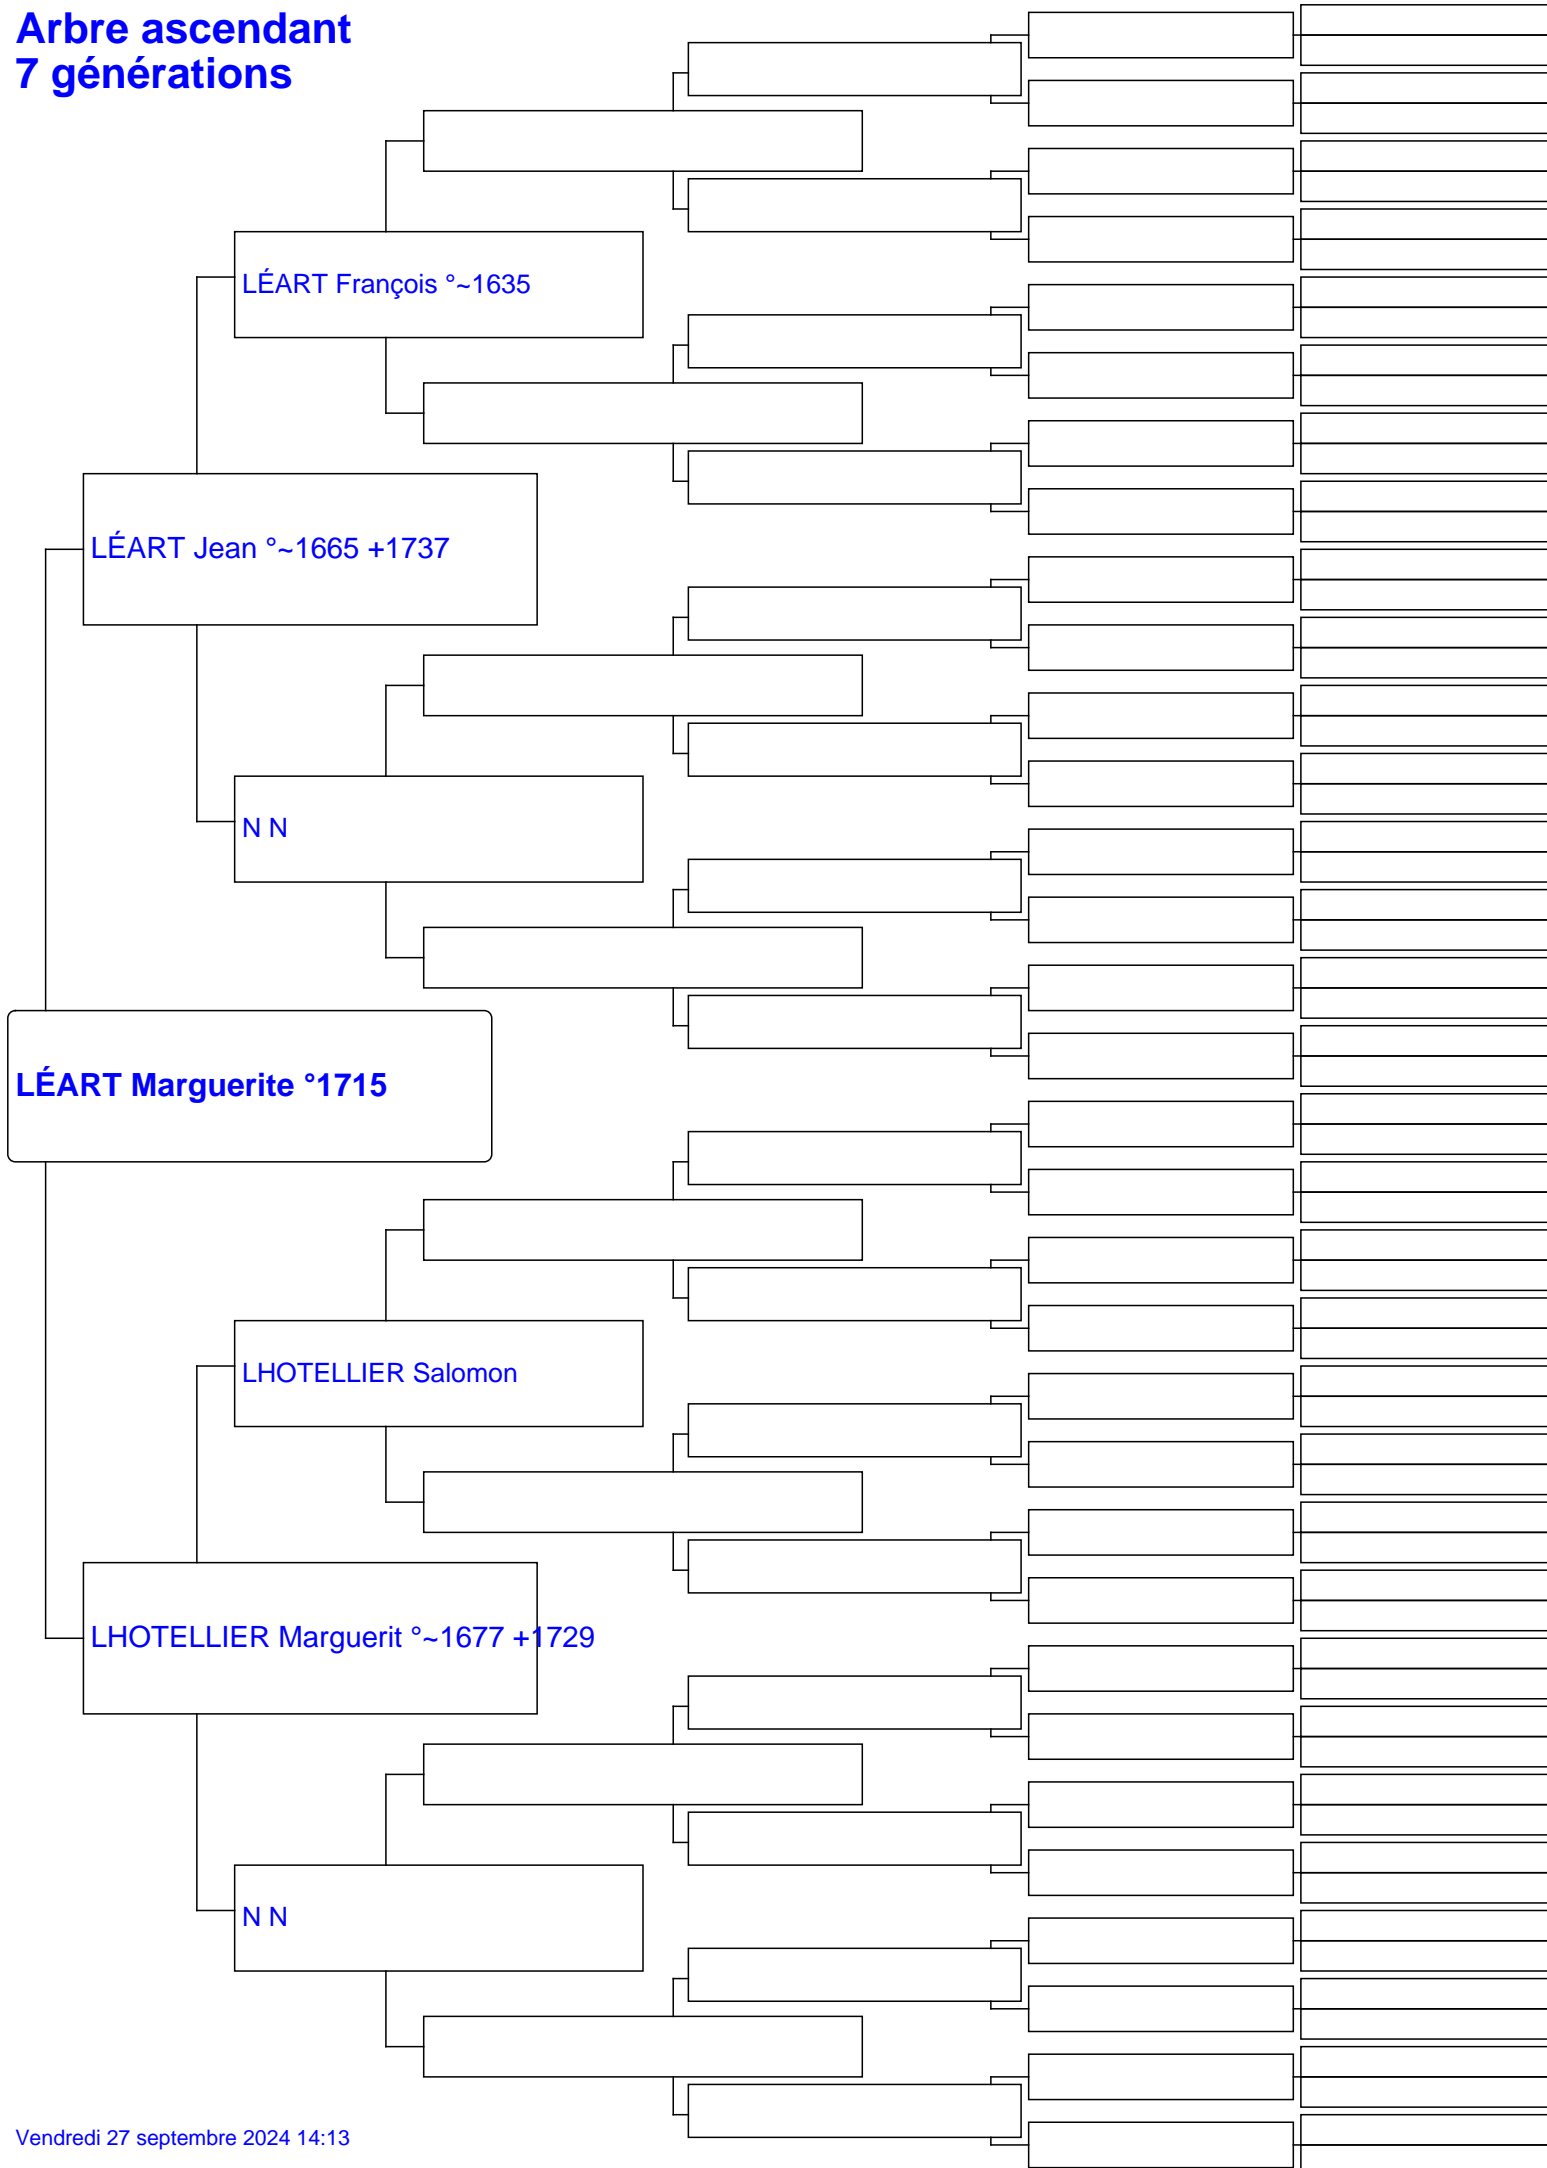 Arbre ascendant
7 générations
LÉART François °~1635
LÉART Jean °~1665 +1737
N N
LÉART Marguerite °1715
LHOTELLIER Salomon
LHOTELLIER Marguerit °~1677 +1729
N N
Vendredi 27 septembre 2024 14:13